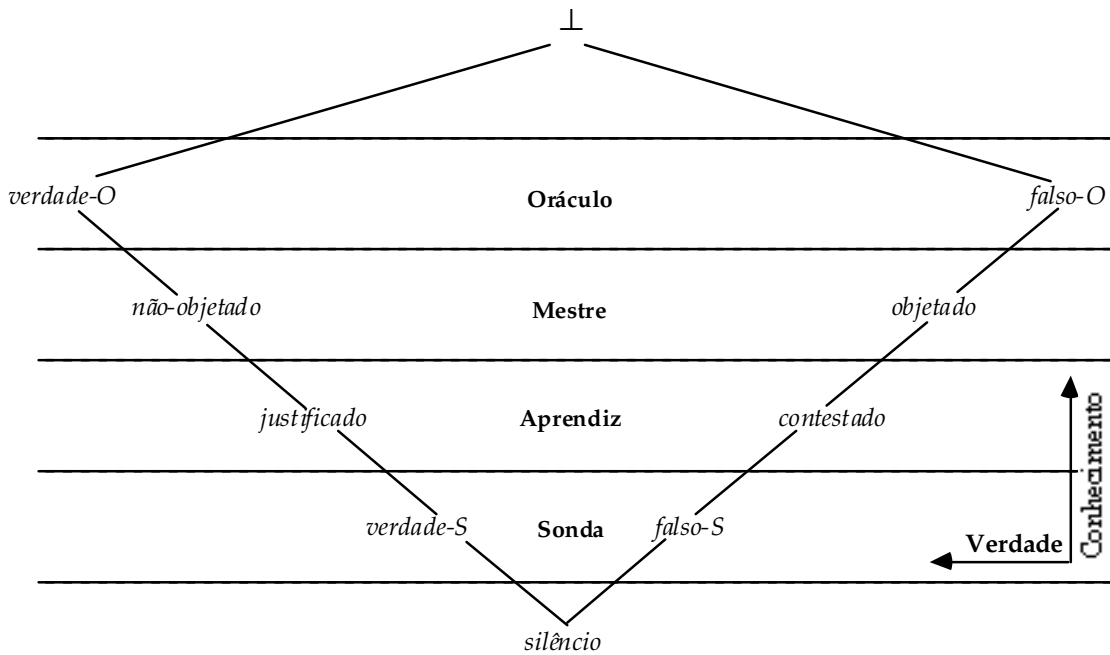 ⊥
verdade-O Oráculo falso-O
não-objetado Mestre objetado
justificado Aprendiz contestado
Conhecimento
verdade-S Sonda falso-S
Verdade
silêncio